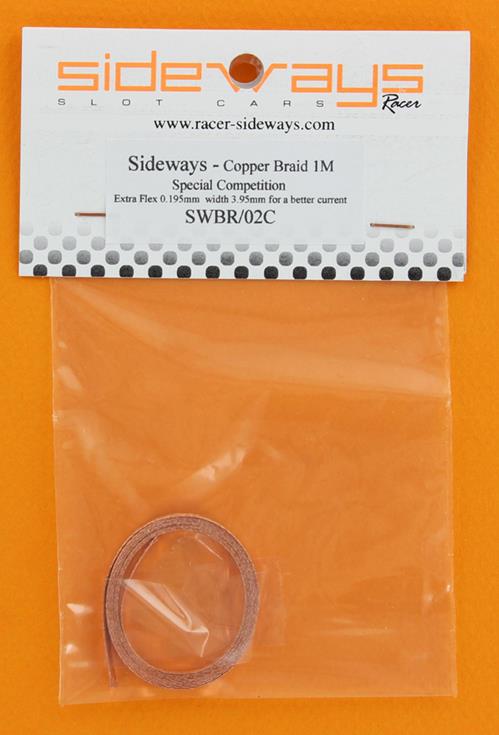 sideways
SLOT CARS Racer
www.racer-sideways.com
Sideways - Copper Braid 1M
Special Competition
Extra Flex 0.195mm width 3.95mm for a better current
SWBR/02C